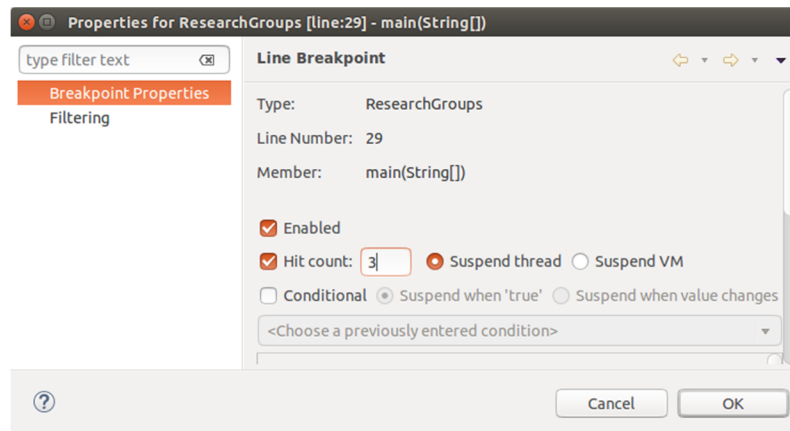 Properties for ResearchGroups [line:29] - main(String[])
type filter text
Breakpoint Properties
Filtering
Line Breakpoint
Type: ResearchGroups
Line Number: 29
Member: main(String[])
Enabled
Hit count: 3 Suspend thread Suspend VM
Conditional Suspend when 'true' Suspend when value changes
<Choose a previously entered condition>
? Cancel OK